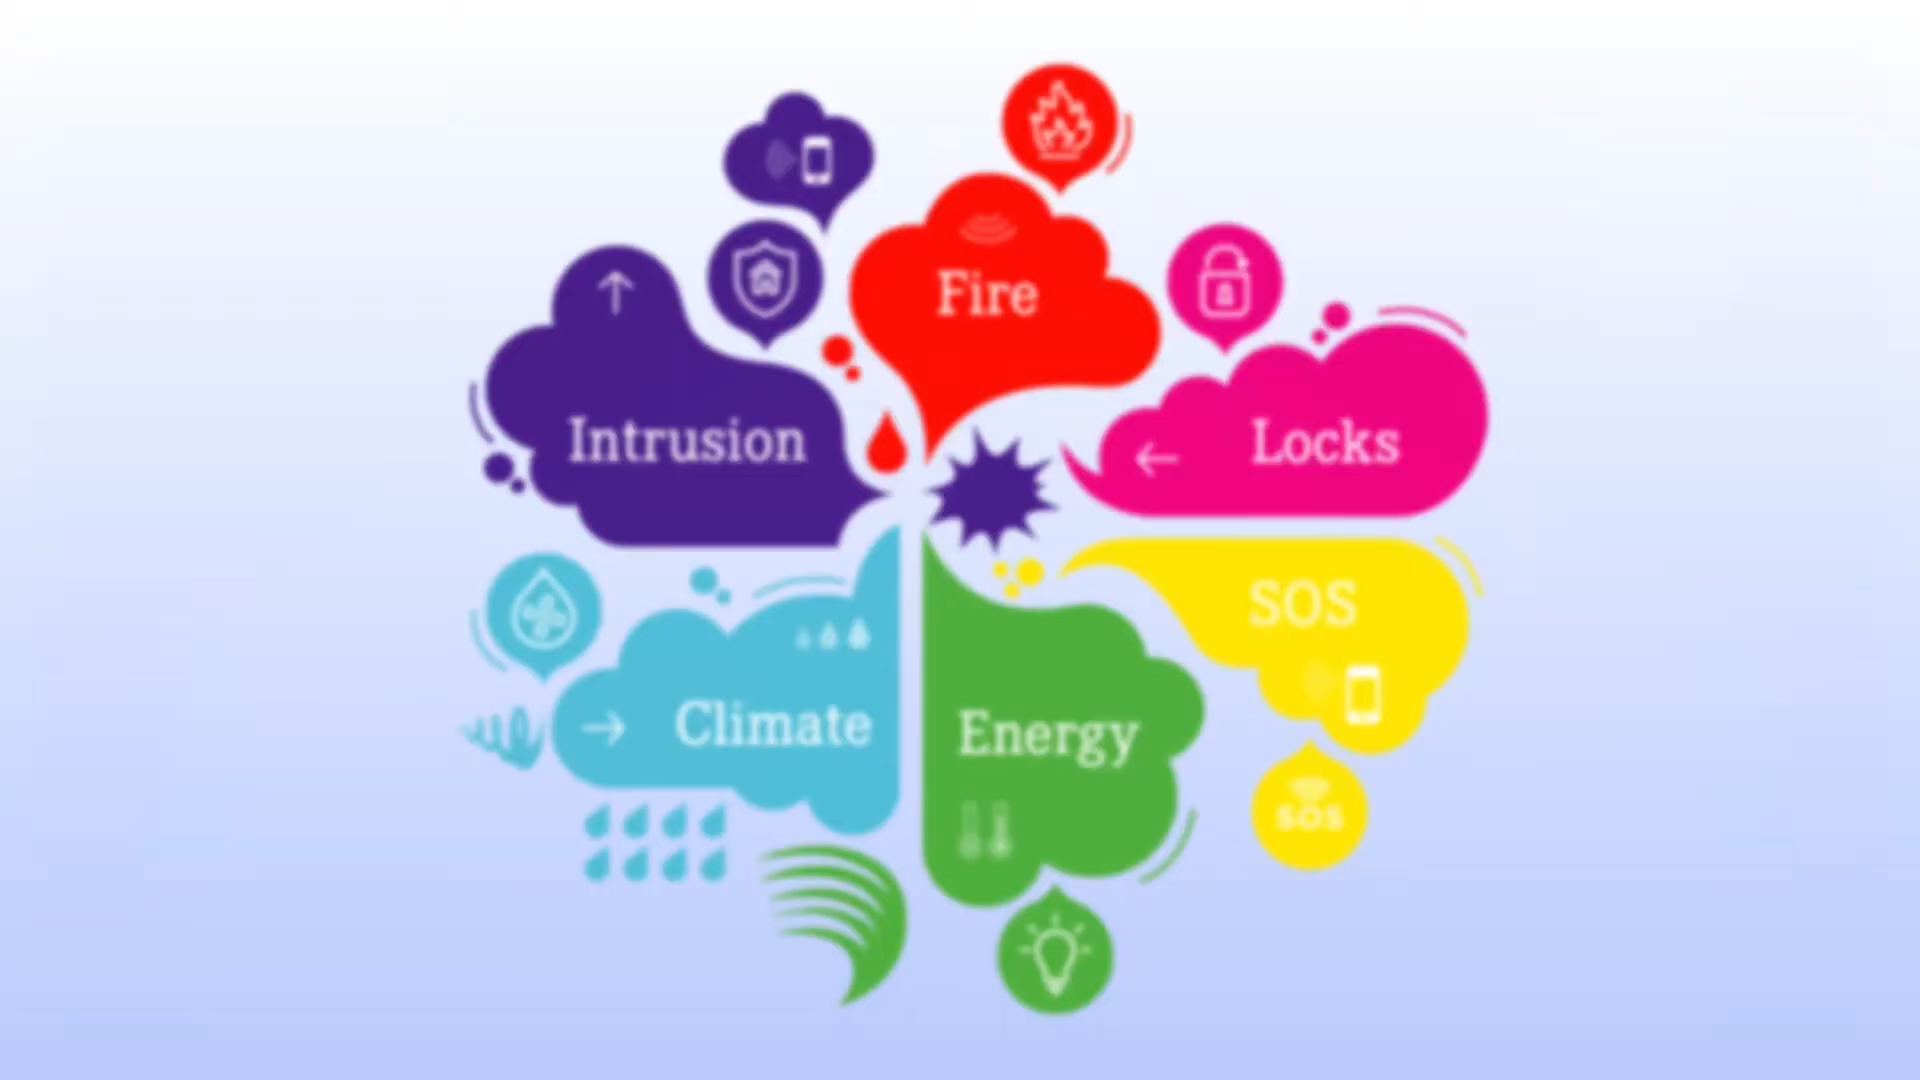 Fire
Intrusion
Locks
SOS
Climate
Energy
SOS